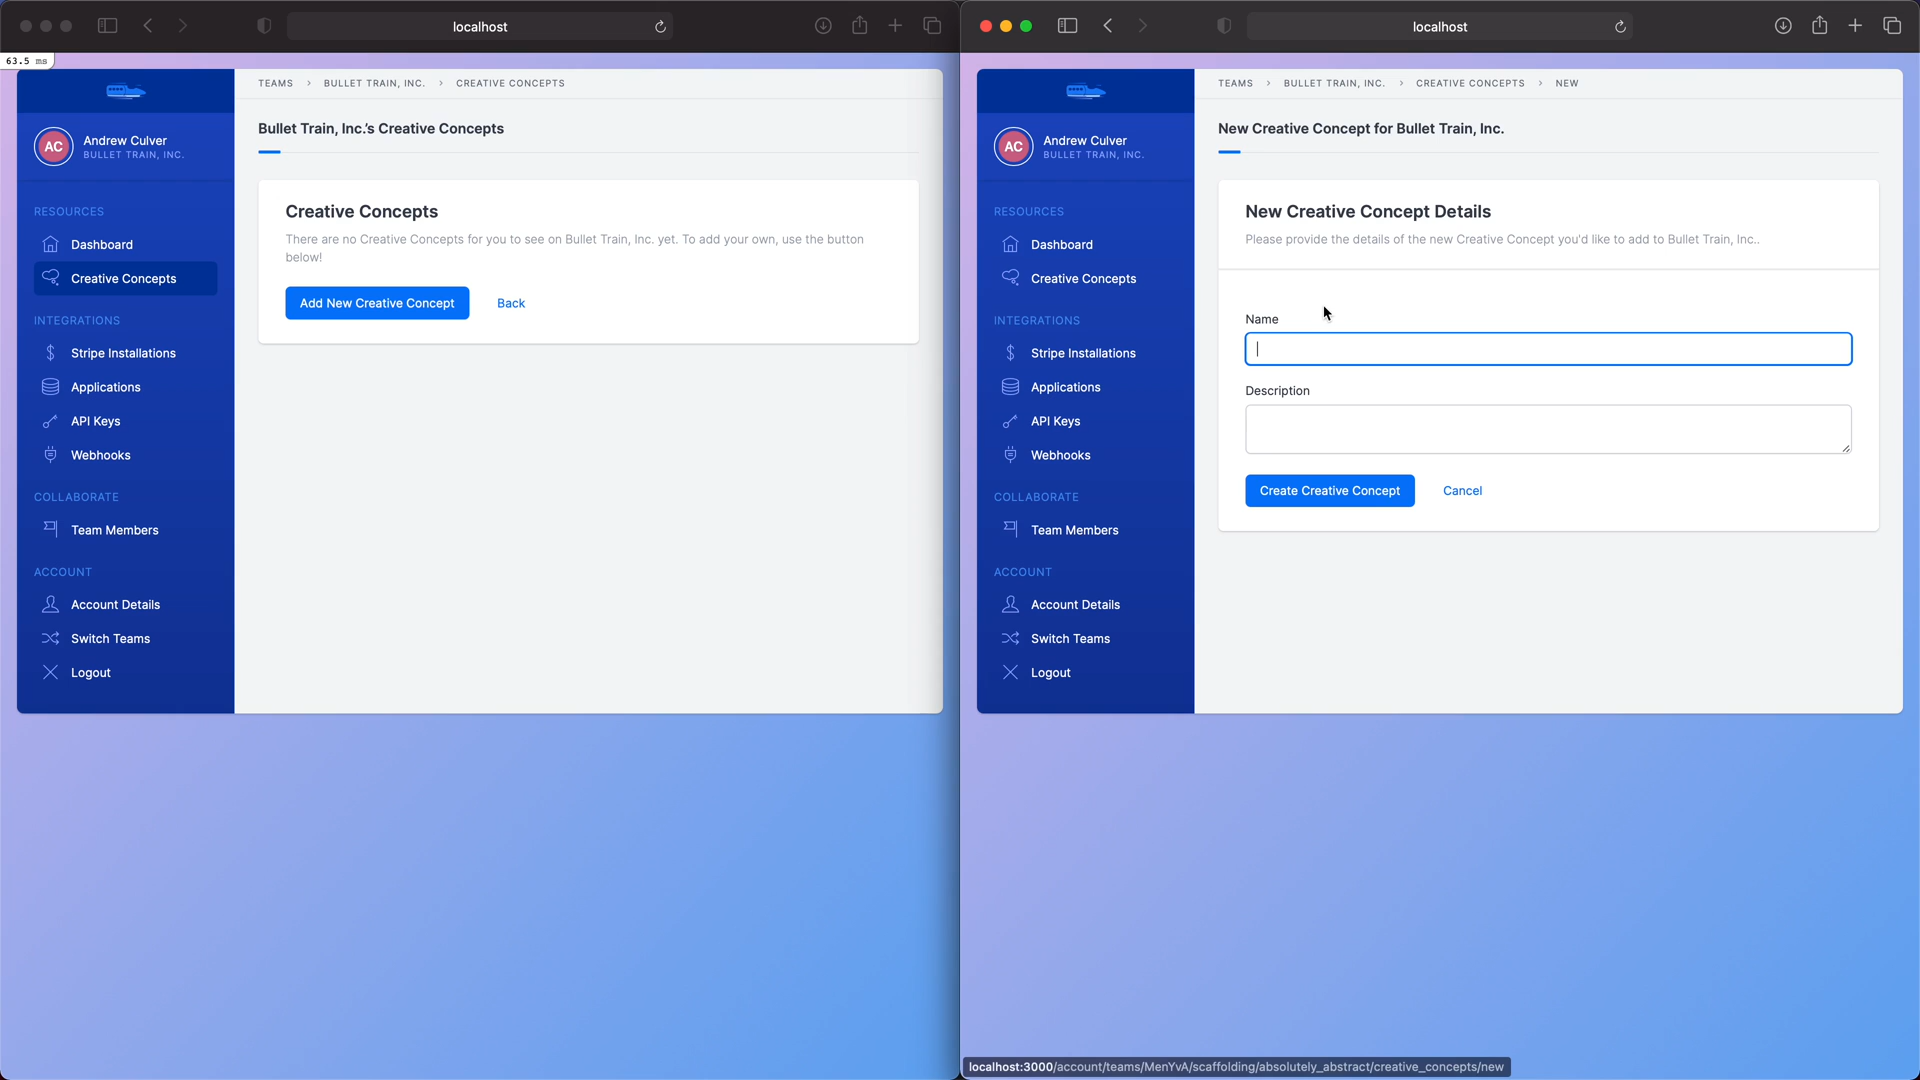 localhost
63.5 ms
TEAMS > BULLET TRAIN, INC. > CREATIVE CONCEPTS
AC
Andrew Culver
BULLET TRAIN, INC.
Bullet Train, Inc.'s Creative Concepts
RESOURCES
Dashboard
Creative Concepts
INTEGRATIONS
Stripe Installations
Applications
API Keys
Webhooks
COLLABORATE
Team Members
ACCOUNT
Account Details
Switch Teams
Logout
Creative Concepts
There are no Creative Concepts for you to see on Bullet Train, Inc. yet. To add your own, use the button
below!
Add New Creative Concept
Back
localhost
TEAMS > BULLET TRAIN, INC. > CREATIVE CONCEPTS > NEW
AC
Andrew Culver
BULLET TRAIN, INC.
New Creative Concept for Bullet Train, Inc.
RESOURCES
Dashboard
Creative Concepts
INTEGRATIONS
Stripe Installations
Applications
API Keys
Webhooks
COLLABORATE
Team Members
ACCOUNT
Account Details
Switch Teams
Logout
New Creative Concept Details
Please provide the details of the new Creative Concept you'd like to add to Bullet Train, Inc..
Name
Description
Create Creative Concept
Cancel
localhost:3000/account/teams/MenYvA/scaffolding/absolutely_abstract/creative_concepts/new